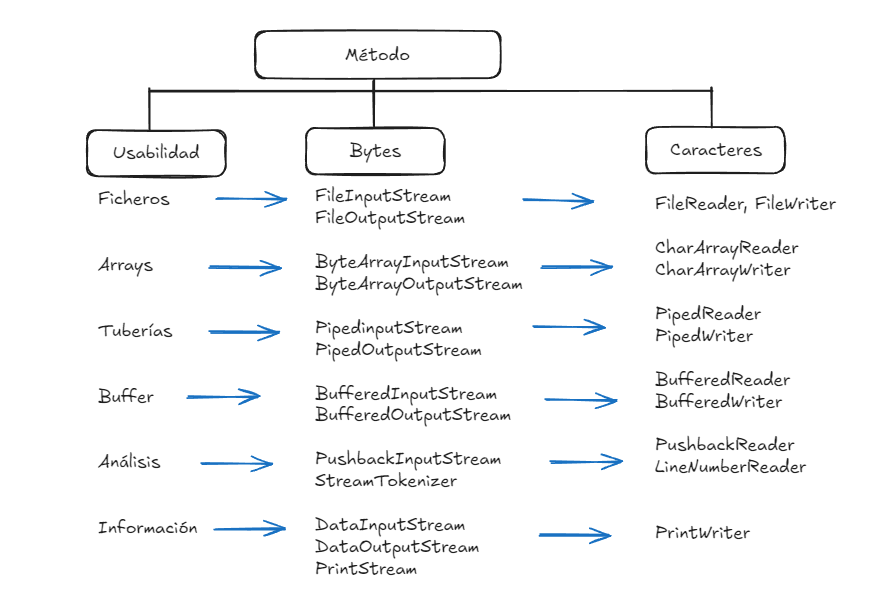 Método
Usabilidad
Bytes
Caracteres
Ficheros
FileInputStream
FileOutputStream
FileReader, FileWriter
Arrays
ByteArrayInputStream
ByteArrayOutputStream
CharArrayReader
CharArrayWriter
Tuberías
PipedinputStream
PipedOutputStream
PipedReader
PipedWriter
Buffer
BufferedInputStream
BufferedOutputStream
BufferedReader
BufferedWriter
Análisis
PushbackInputStream
StreamTokenizer
PushbackReader
LineNumberReader
Información
DataInputStream
DataOutputStream
PrintStream
PrintWriter